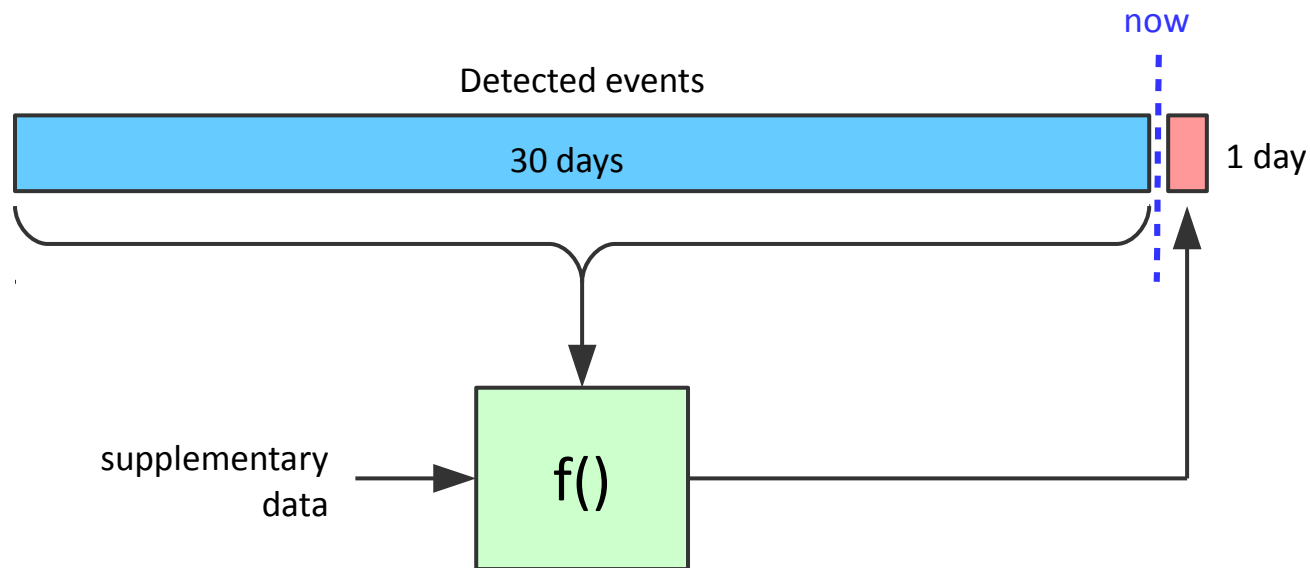 now
Detected events
30 days
1 day
supplementary
data
f()